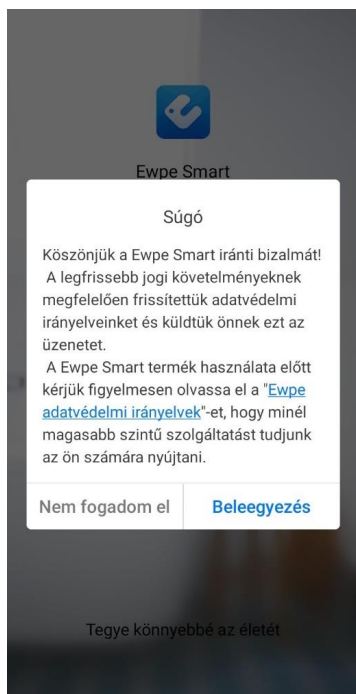 Ewpe Smart
Súgó
Köszönjük a Ewpe Smart iránti bizalmát!
A legfrissebb jogi követelményeknek
megfelelően frissítettük adatvédelmi
irányelveinket és küldtük önnek ezt az
üzenetet.
A Ewpe Smart termék használata előtt
kérjük figyelmesen olvassa el a "Ewpe
adatvédelmi irányelvek"-et, hogy minél
magasabb szintű szolgáltatást tudjunk
az ön számára nyújtani.
Nem fogadom el
Beleegyezés
Tegye könnyebbé az életét